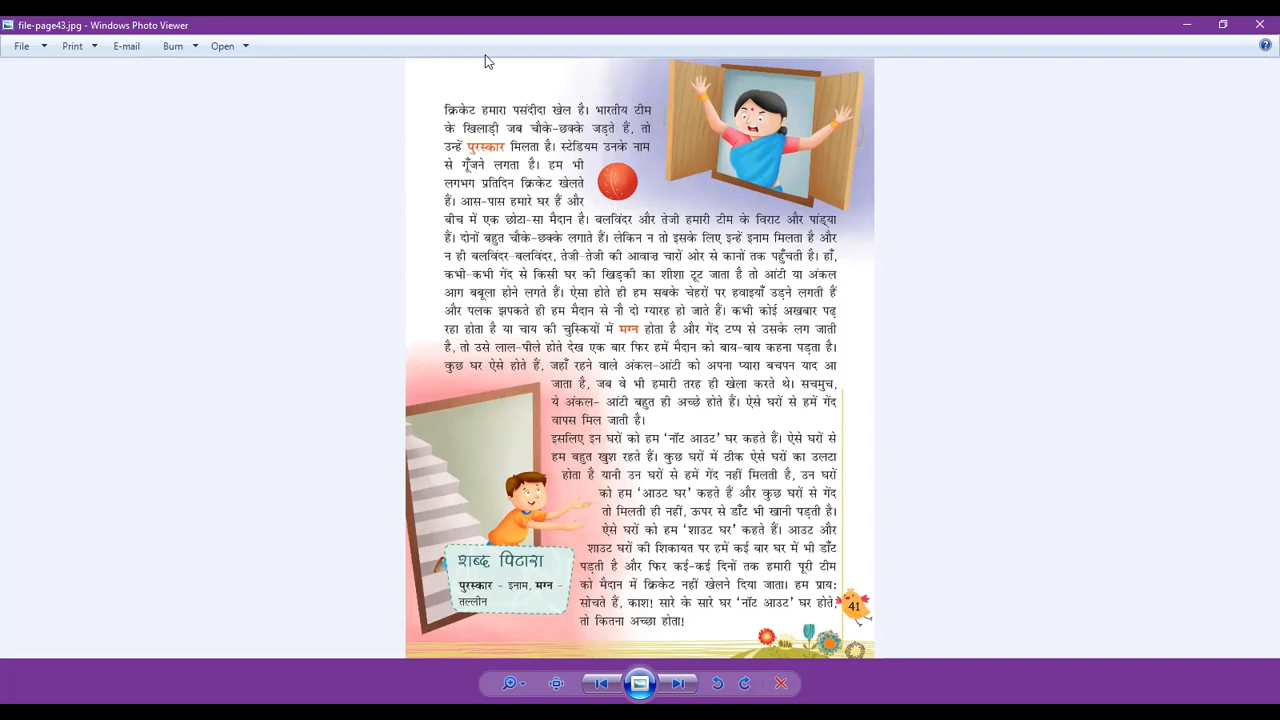 file-page43.jpg - Windows Photo Viewer
File Print E-mail Burn Open
क्रिकेट हमारा पसंदीदा खेल है। भारतीय टीम
के खिलाड़ी जब चौके-छक्के जड़ते हैं, तो
उन्हें पुरस्कार मिलता है। स्टेडियम उनके नाम
से गूँजने लगता है। हम भी
लगभग प्रतिदिन क्रिकेट खेलते
हैं। आस-पास हमारे घर हैं और
बीच में एक छोटा-सा मैदान है। बलविंदर और तेजी हमारी टीम के विराट और पांड्या
हैं। दोनों बहुत चौके-छक्के लगाते हैं। लेकिन न तो इसके लिए इन्हें इनाम मिलता है और
न ही बलविंदर-बलविंदर, तेजी-तेजी की आवाज़ चारों ओर से कानों तक पहुँचती है। हाँ,
कभी-कभी गेंद से किसी घर की खिड़की का शीशा टूट जाता है तो आंटी या अंकल
आग बबूला होने लगते हैं। ऐसा होते ही हम सबके चेहरों पर हवाइयाँ उड़ने लगती हैं
और पलक झपकते ही हम मैदान से नौ दो ग्यारह हो जाते हैं। कभी कोई अखबार पढ़
रहा होता है या चाय की चुस्कियों में मग्न होता है और गेंद टप्प से उसके लग जाती
है, तो उसे लाल-पीले होते देख एक बार फिर हमें मैदान को बाय-बाय कहना पड़ता है।
कुछ घर ऐसे होते हैं, जहाँ रहने वाले अंकल-आंटी को अपना प्यारा बचपन याद आ
जाता है, जब वे भी हमारी तरह ही खेला करते थे। सचमुच,
ये अंकल- आंटी बहुत ही अच्छे होते हैं। ऐसे घरों से हमें गेंद
वापस मिल जाती है।
इसलिए इन घरों को हम ‘नॉट आउट’ घर कहते हैं। ऐसे घरों से
हम बहुत खुश रहते हैं। कुछ घरों में ठीक ऐसे घरों का उलटा
होता है यानी उन घरों से हमें गेंद नहीं मिलती है, उन घरों
को हम ‘आउट घर’ कहते हैं और कुछ घरों से गेंद
तो मिलती ही नहीं, ऊपर से डाँट भी खानी पड़ती है।
ऐसे घरों को हम ‘शाउट घर’ कहते हैं। आउट और
शाउट घरों की शिकायत पर हमें कई बार घर में भी डाँट
पड़ती है और फिर कई-कई दिनों तक हमारी पूरी टीम
को मैदान में क्रिकेट नहीं खेलने दिया जाता। हम प्राय:
सोचते हैं, काश! सारे के सारे घर ‘नॉट आउट’ घर होते,
तो कितना अच्छा होता!
शब्द पिटारा
पुरस्कार - इनाम, मग्न -
तल्लीन
41